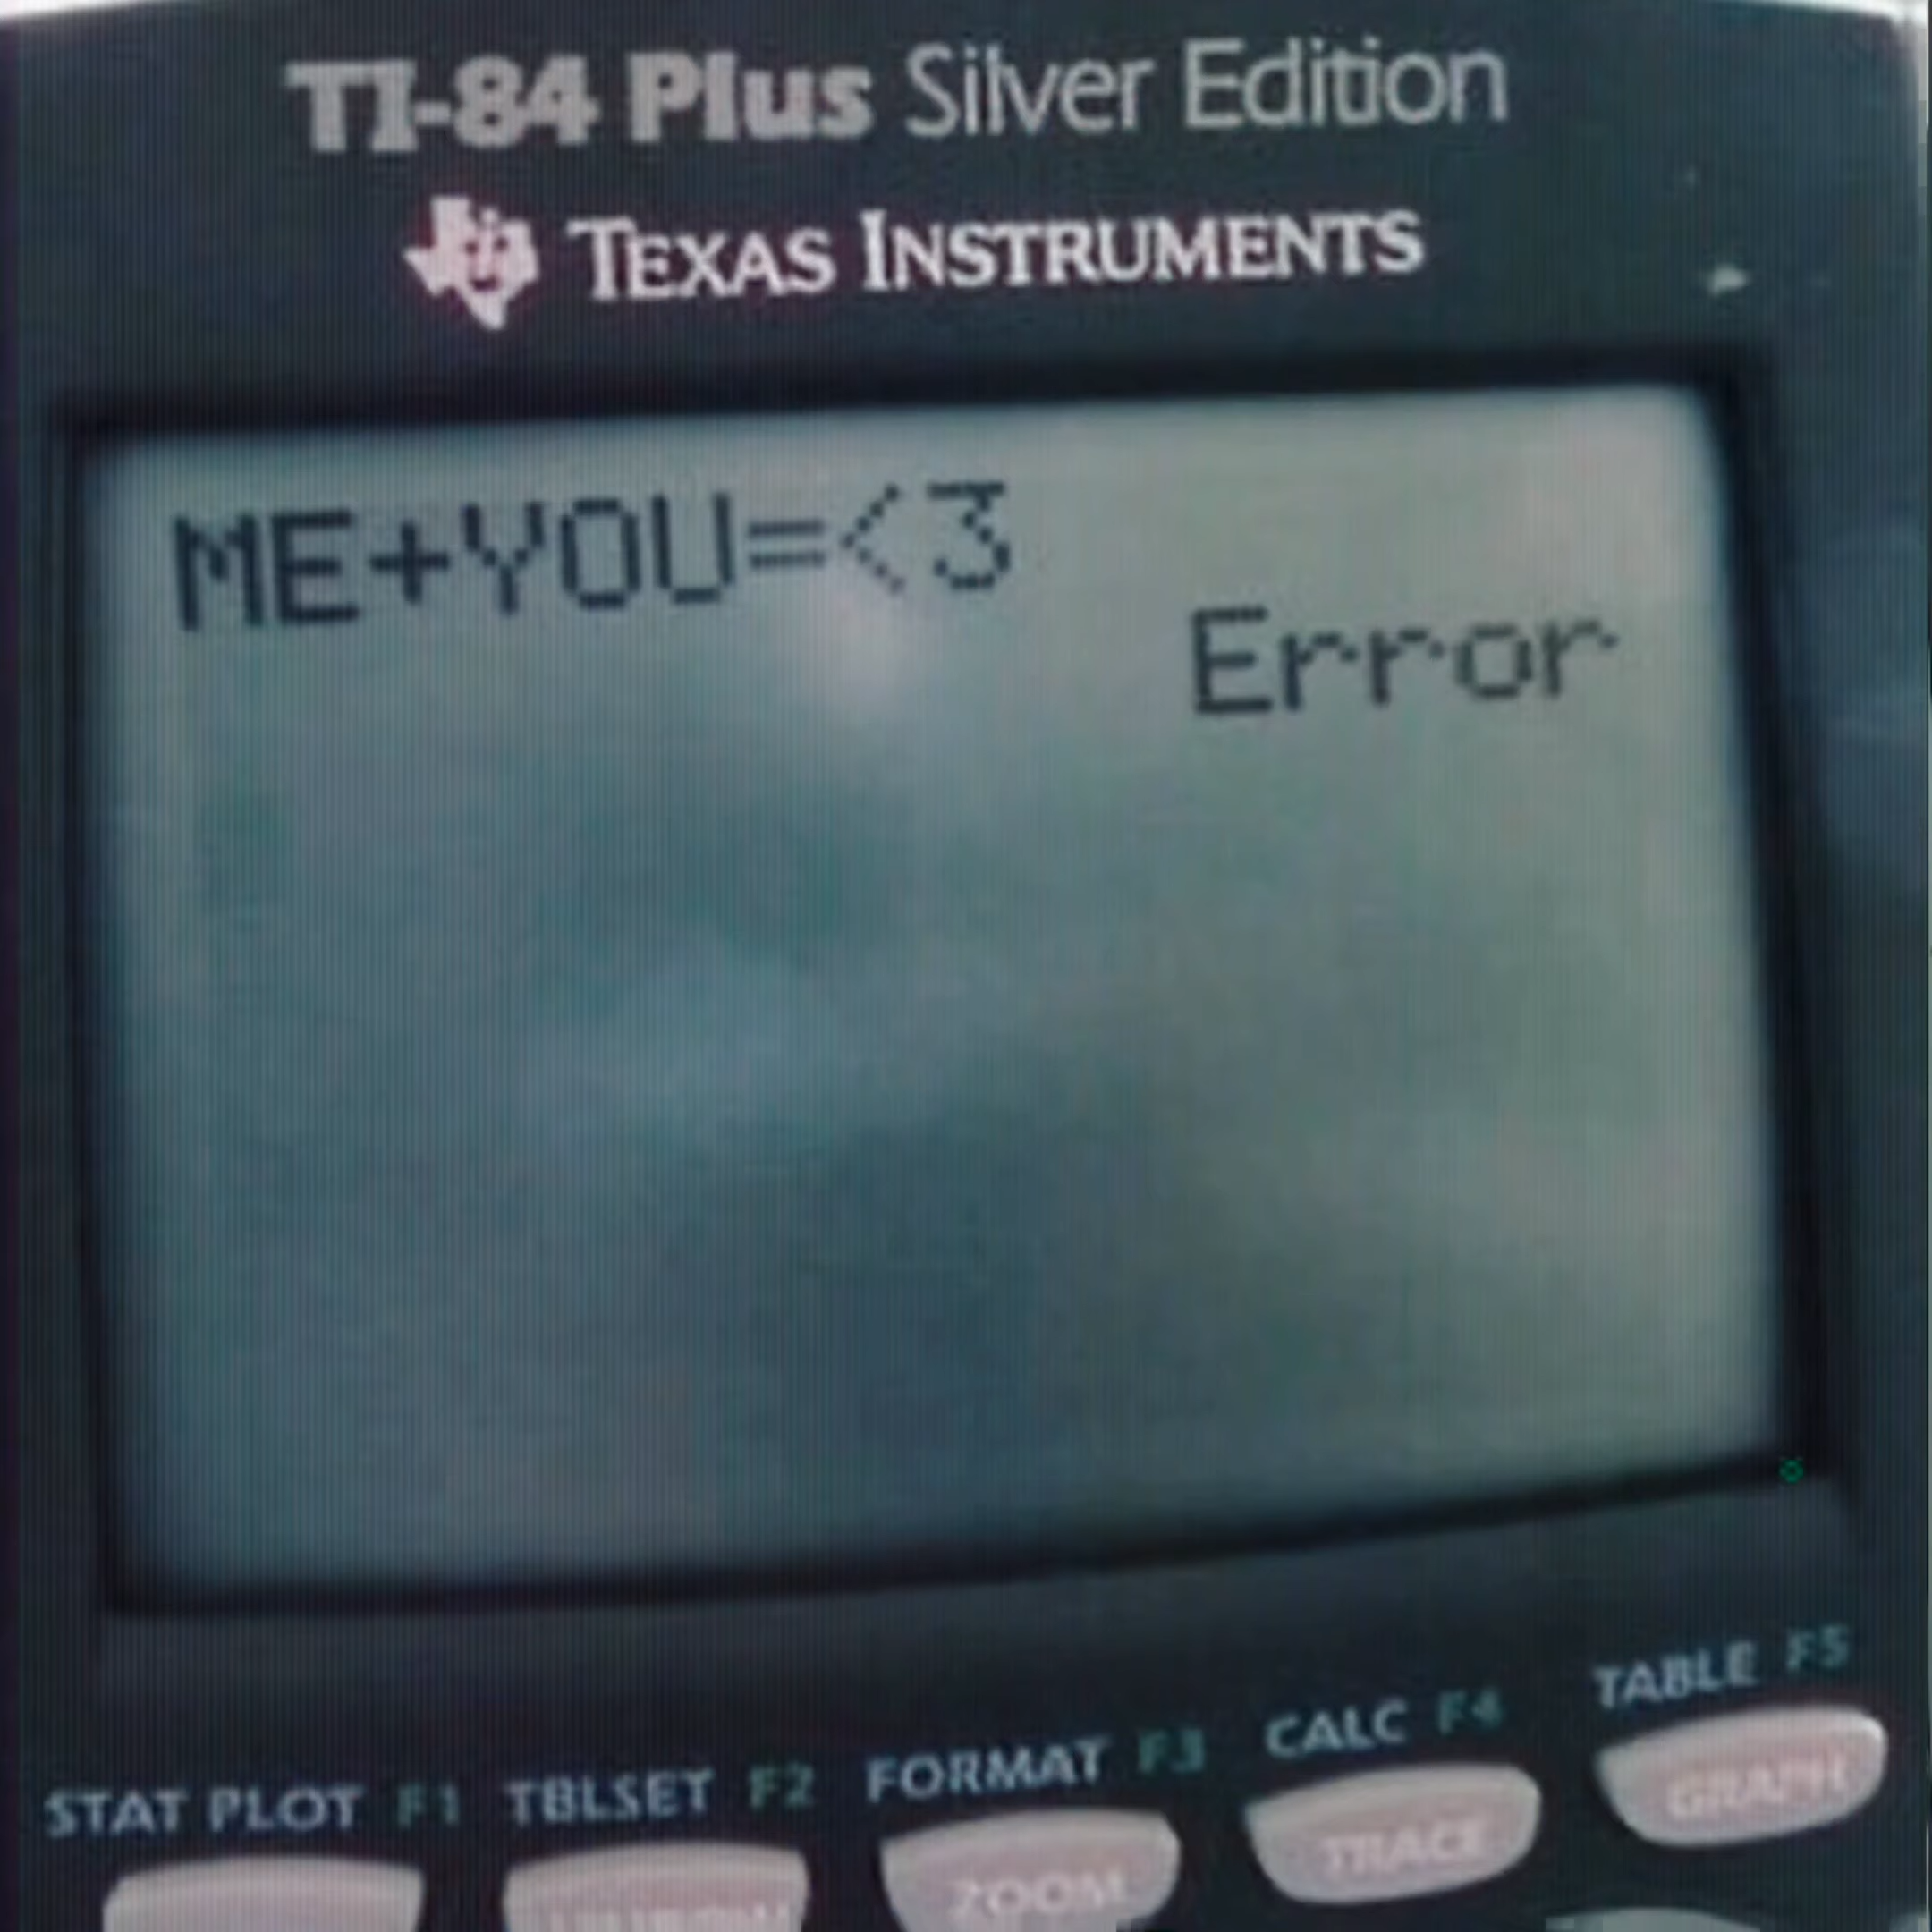 TI-84 Plus Silver Edition
TEXAS INSTRUMENTS
ME+YOU=<3
Error
STAT PLOT F1 TBLSET F2 FORMAT F3 CALC F4 TABLE F5
ZOOM TRACE GRAPH